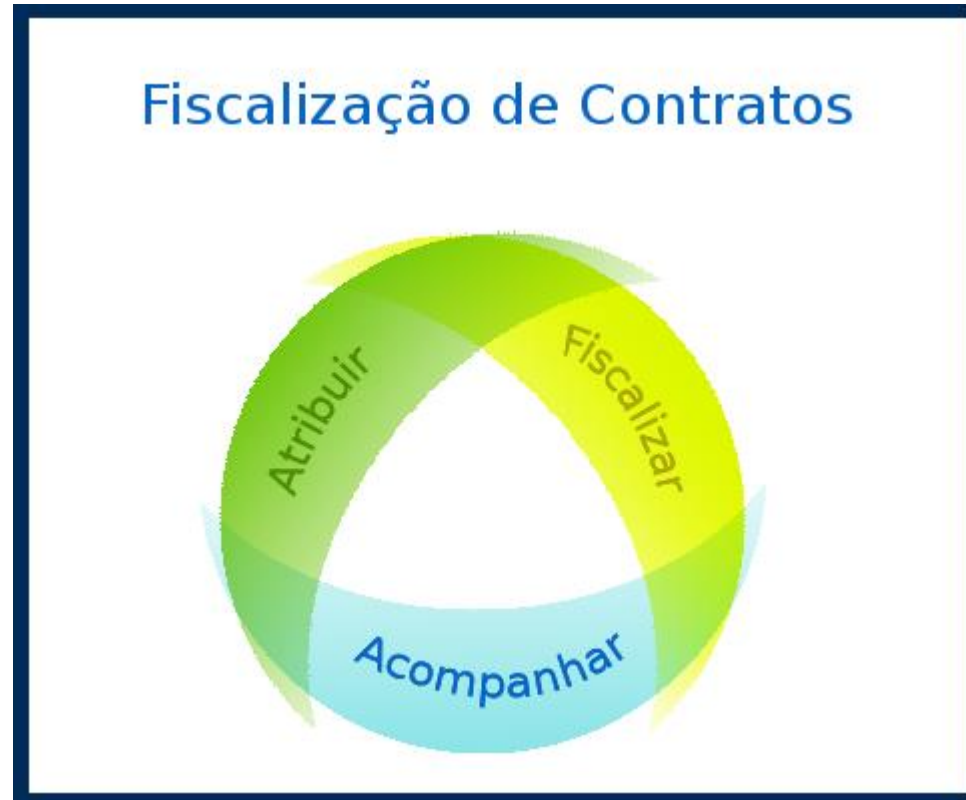 Fiscalização de Contratos
Atribuir
Fiscalizar
Acompanhar